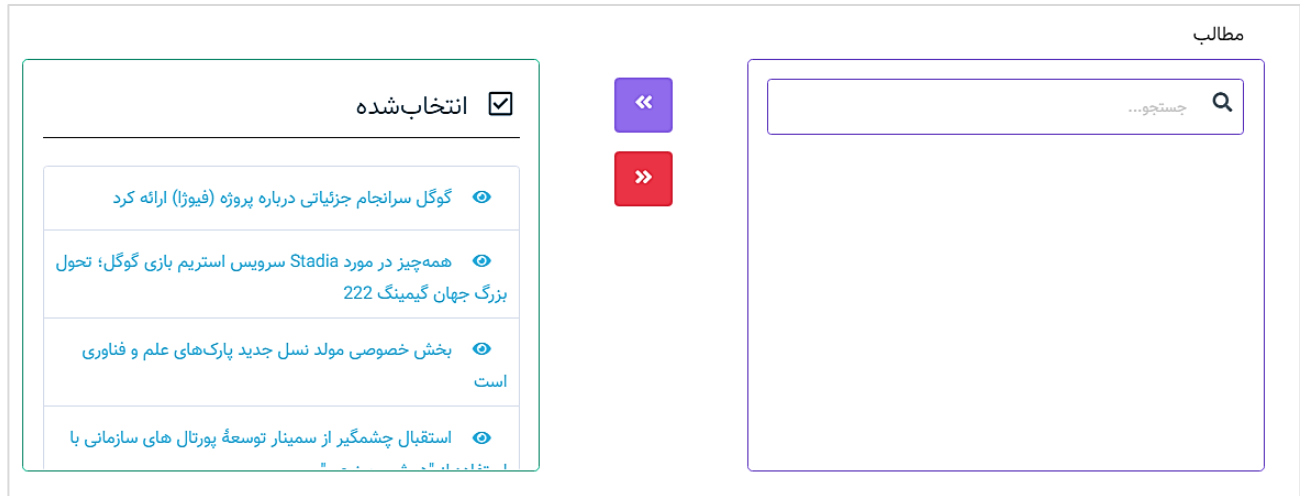 مطالب
جستجو...
انتخاب‌شده
گوگل سرانجام جزئیاتی درباره پروژه (فیوژا) ارائه کرد
همه‌چیز در مورد Stadia سرویس استریم بازی گوگل؛ تحول
بزرگ جهان گیمینگ 222
بخش خصوصی مولد نسل جدید پارک‌های علم و فناوری
است
استقبال چشمگیر از سمینار توسعهٔ پورتال های سازمانی با